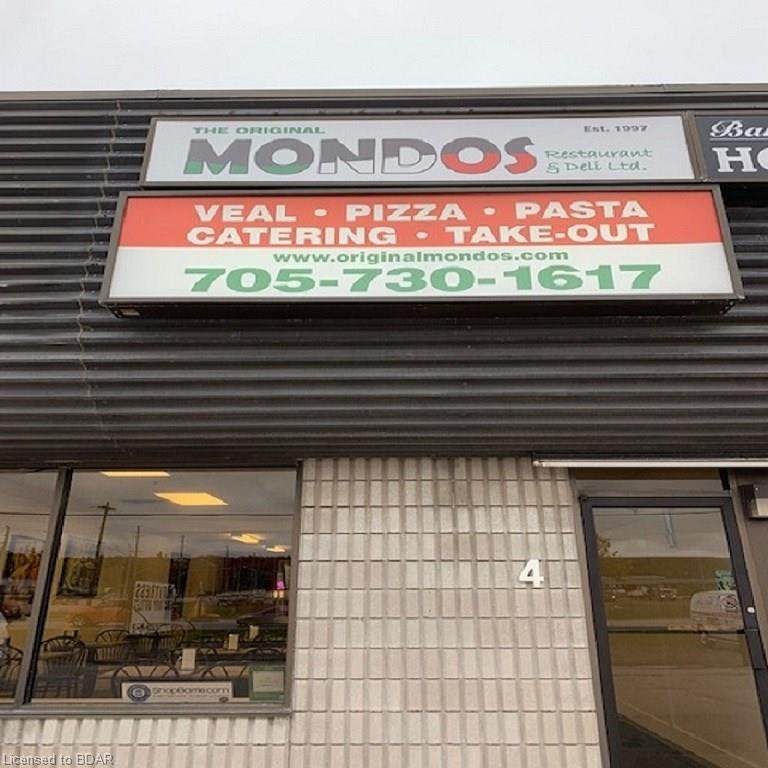 THE ORIGINAL
Est. 1997
MONDOS
Restaurant
& Deli Ltd.
VEAL • PIZZA • PASTA
CATERING • TAKE-OUT
www.originalmondos.com
705-730-1617
4
ShopBarrie.com
Licensed to BDAR